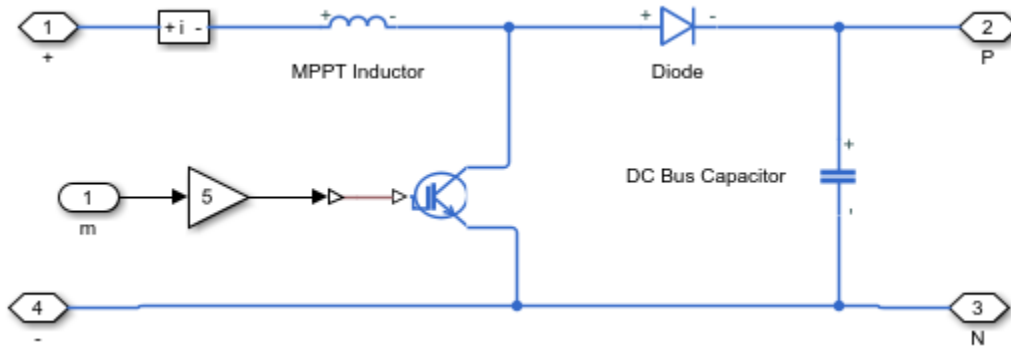 1
+
+ i -
+ -
MPPT Inductor
+ -
Diode
2
P
1
m
5
DC Bus Capacitor
+
-
4
-
3
N